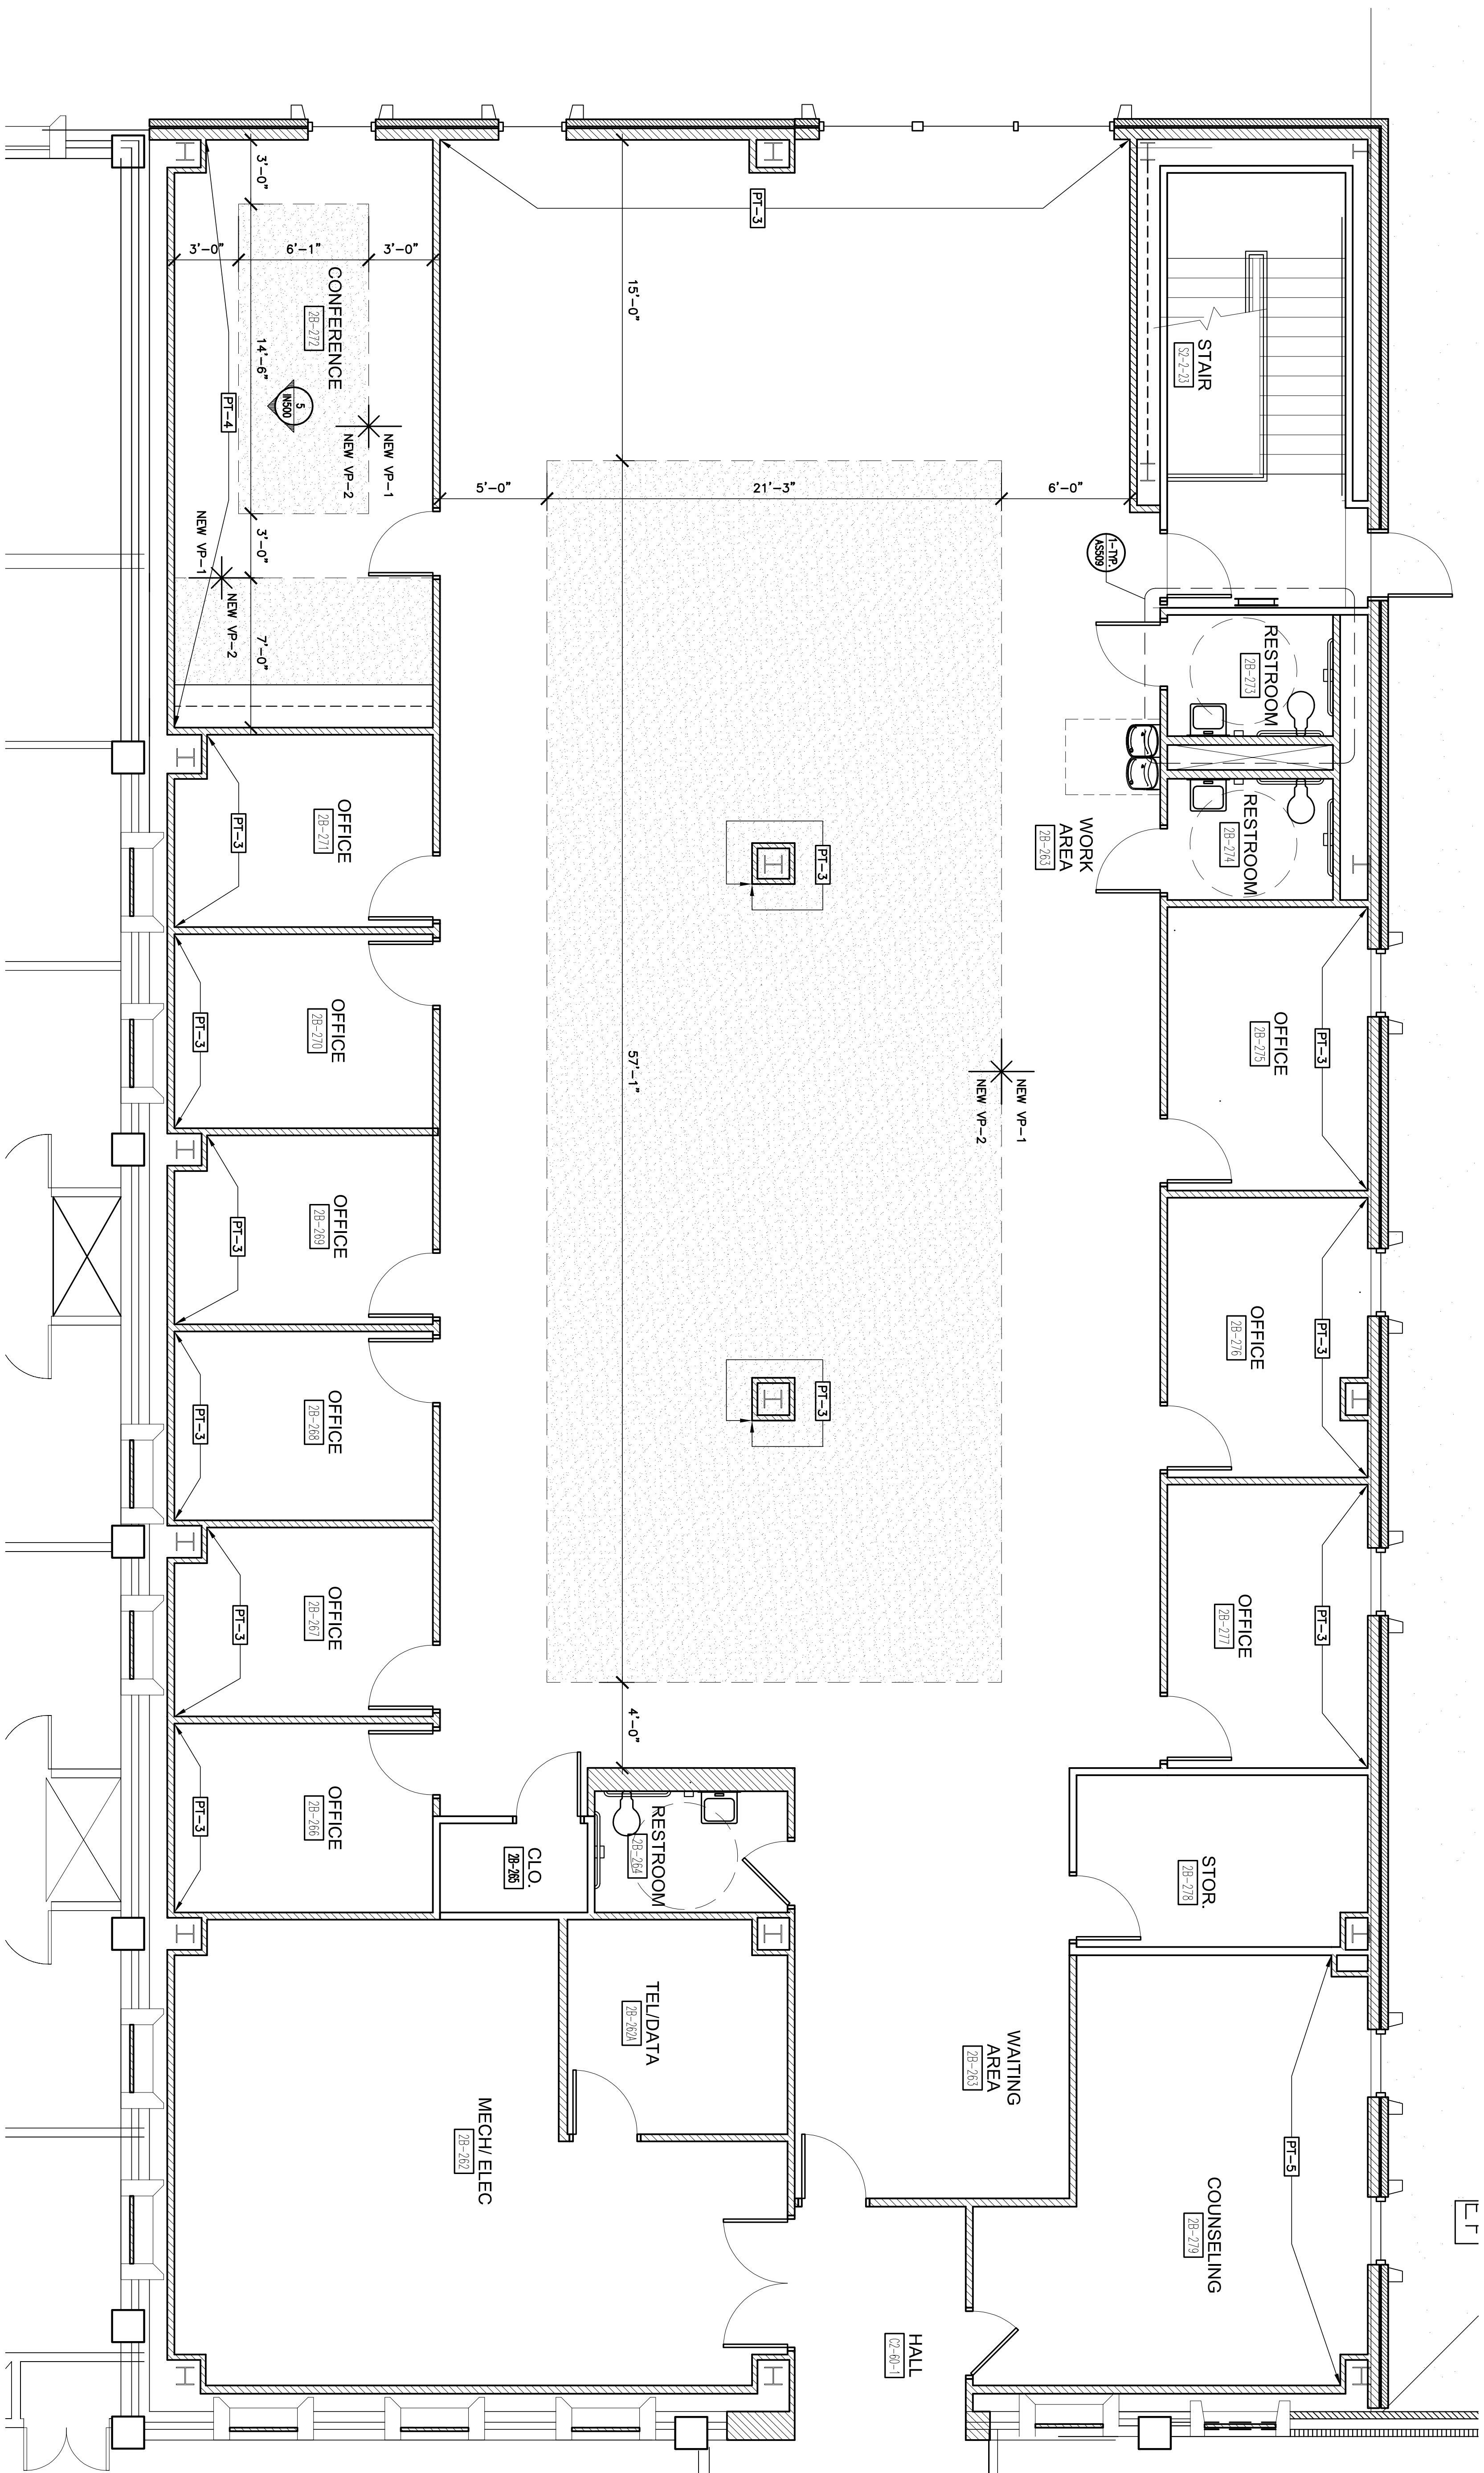 STAIR
S2-2-23
1-TYP.
AS509
RESTROOM
2B-273
RESTROOM
2B-274
OFFICE
2B-275
PT-3
OFFICE
2B-276
PT-3
OFFICE
2B-277
PT-3
STOR.
2B-278
COUNSELING
2B-279
PT-5
PT-3
15'-0"
5'-0"
21'-3"
6'-0"
57'-1"
4'-0"
WORK
AREA
2B-263
PT-3
PT-3
NEW VP-1
NEW VP-2
WAITING
AREA
2B-263
HALL
C2-60-1
3'-0"
3'-0"
6'-1"
3'-0"
CONFERENCE
2B-272
14'-6"
5
IN500
NEW VP-1
NEW VP-2
PT-4
3'-0"
NEW VP-1
NEW VP-2
7'-0"
OFFICE
2B-271
PT-3
OFFICE
2B-270
PT-3
OFFICE
2B-269
PT-3
OFFICE
2B-268
PT-3
OFFICE
2B-267
PT-3
OFFICE
2B-266
PT-3
CLO.
2B-265
RESTROOM
2B-264
TEL/DATA
2B-262A
MECH/ ELEC
2B-262